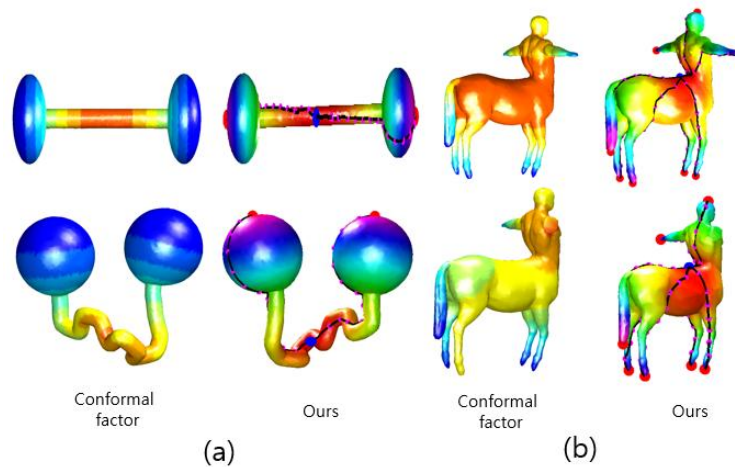 Conformal
factor
Ours
Conformal
factor
Ours
(a)
(b)